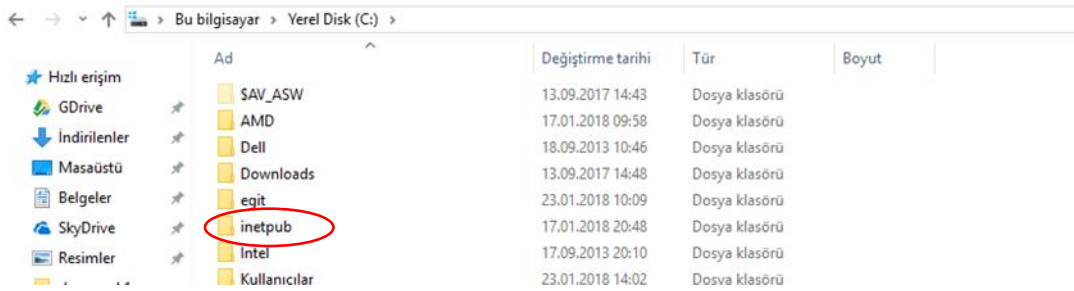 Bu bilgisayar > Yerel Disk (C:) >
Ad Değiştirme tarihi Tür Boyut
Hızlı erişim
GDrive
İndirilenler
Masaüstü
Belgeler
SkyDrive
Resimler
$AV_ASW 13.09.2017 14:43 Dosya klasörü
AMD 17.01.2018 09:58 Dosya klasörü
Dell 18.09.2013 10:46 Dosya klasörü
Downloads 13.09.2017 14:48 Dosya klasörü
egit 23.01.2018 10:09 Dosya klasörü
inetpub 17.01.2018 20:48 Dosya klasörü
Intel 17.09.2013 20:10 Dosya klasörü
Kullanıcılar 23.01.2018 14:02 Dosya klasörü